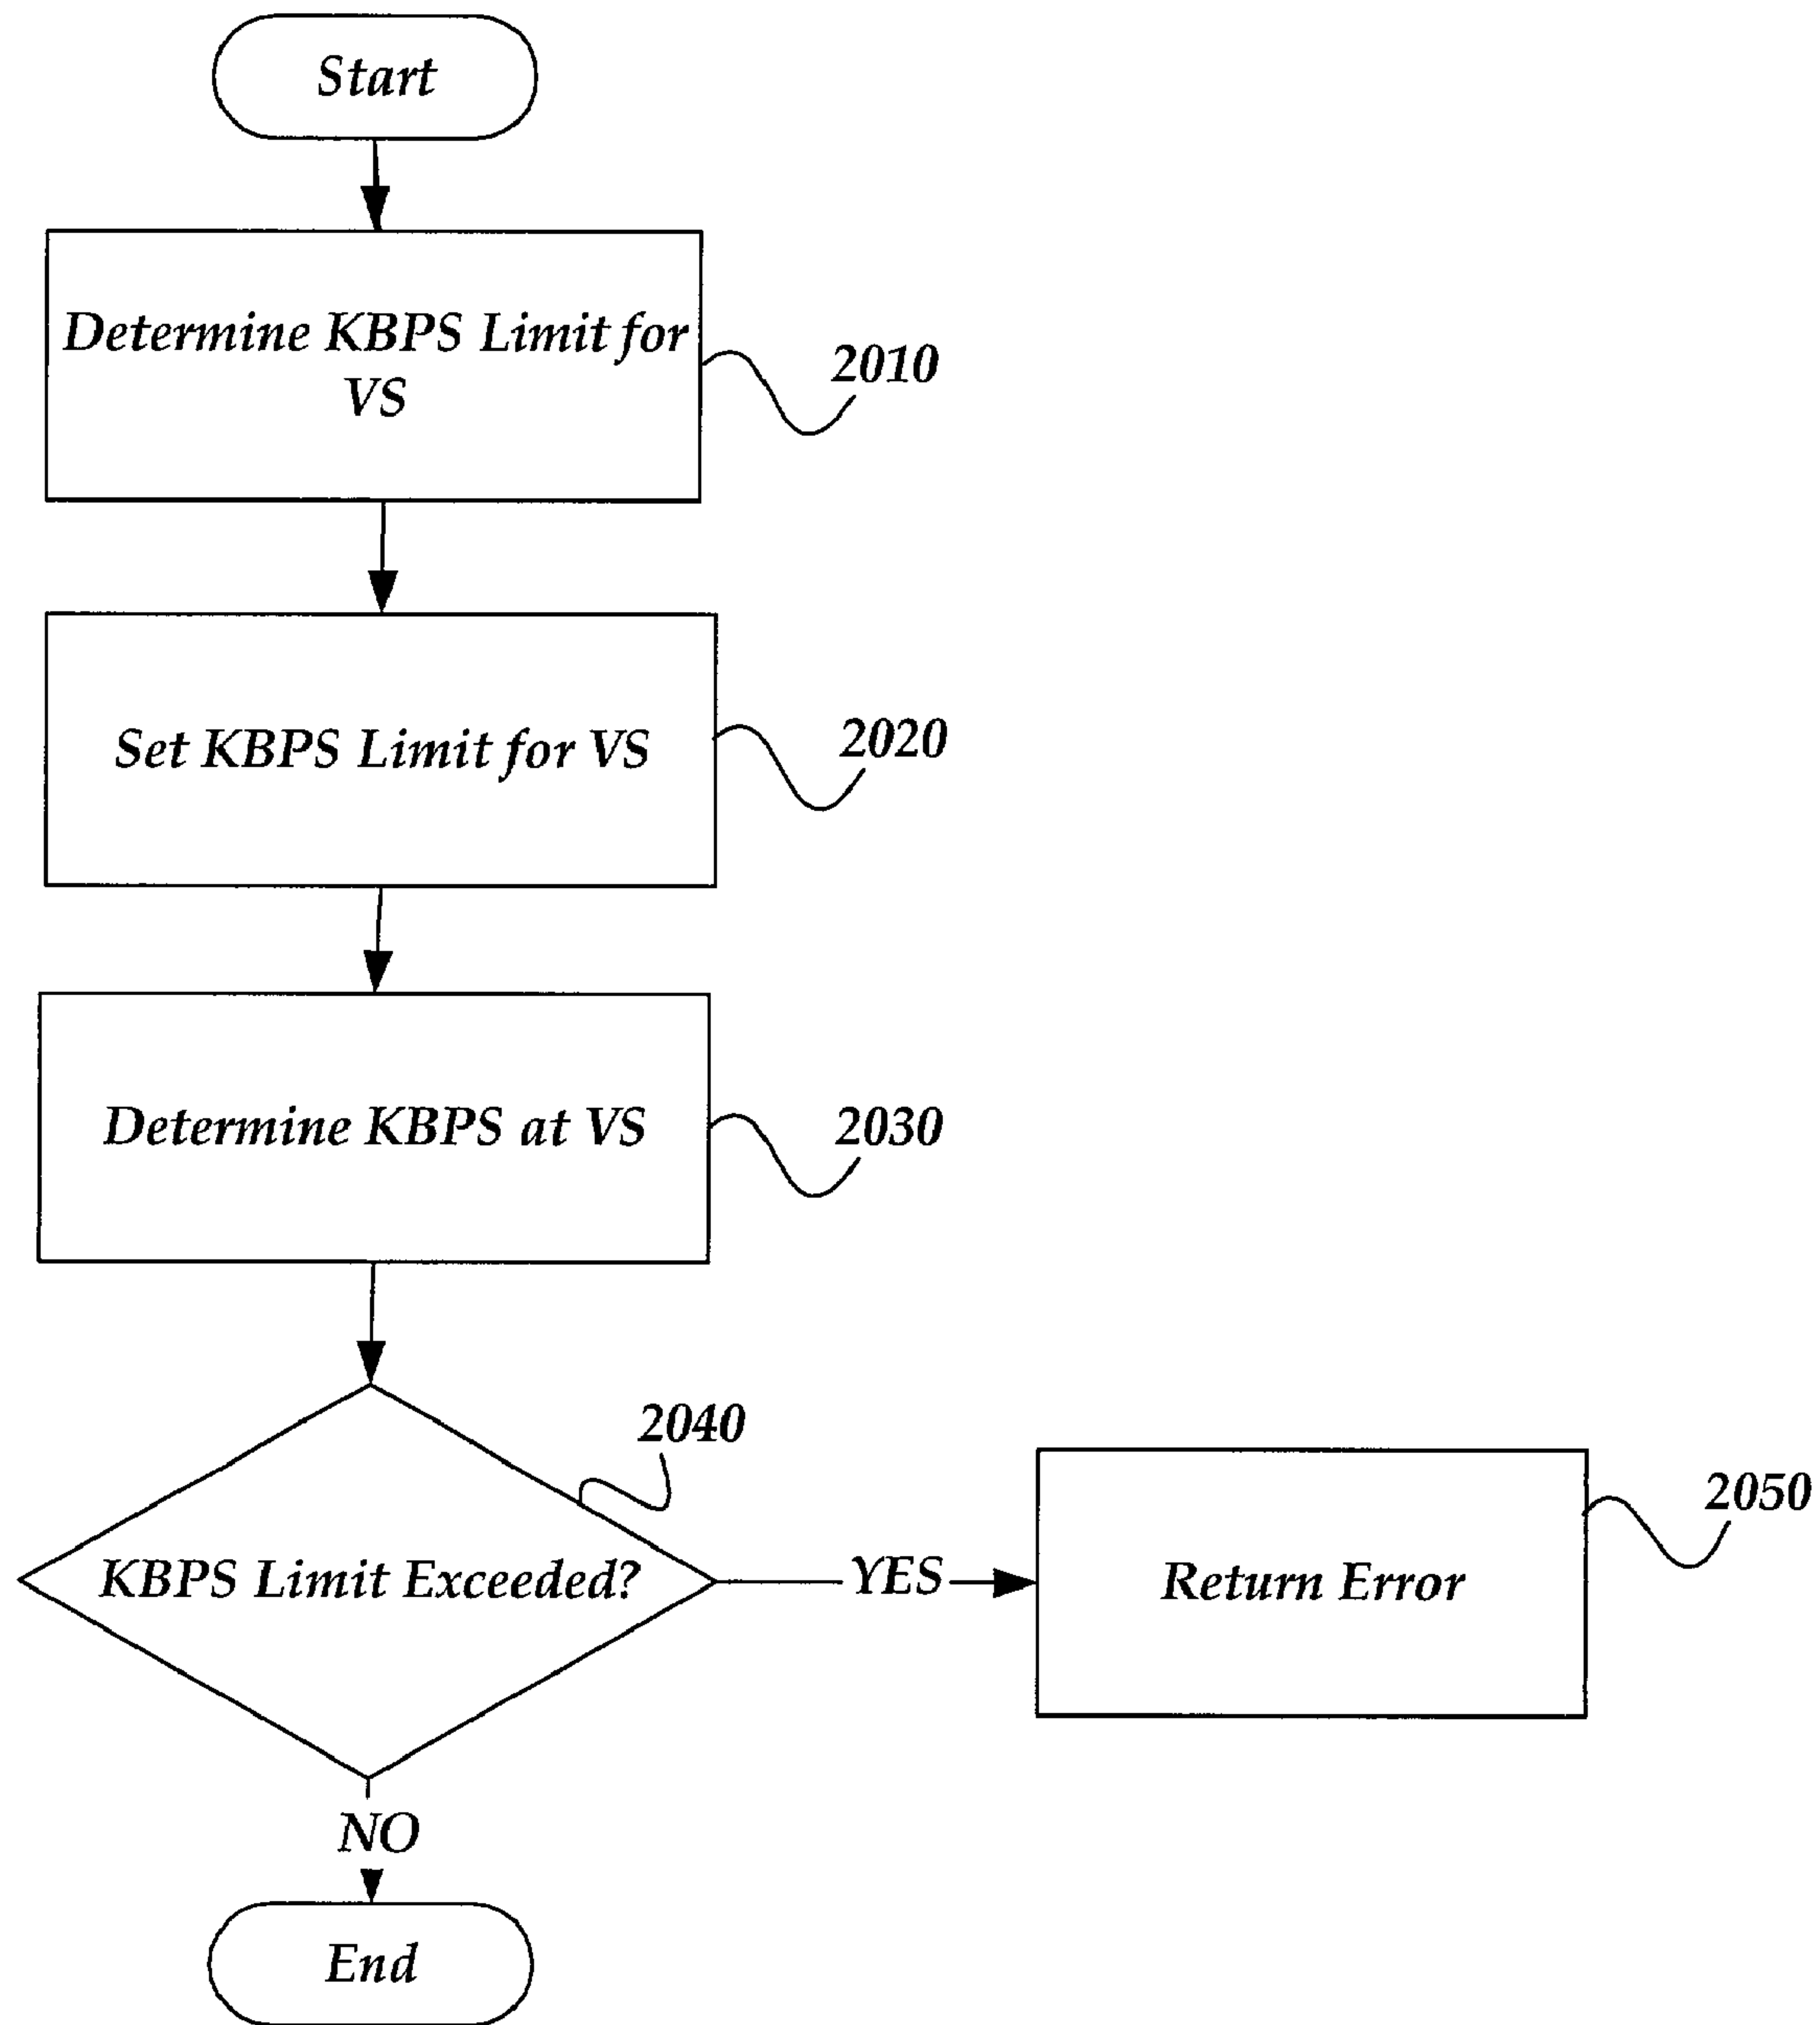 Start
Determine KBPS Limit for
VS
2010
Set KBPS Limit for VS
2020
Determine KBPS at VS
2030
2040
KBPS Limit Exceeded?
YES
Return Error
2050
NO
End